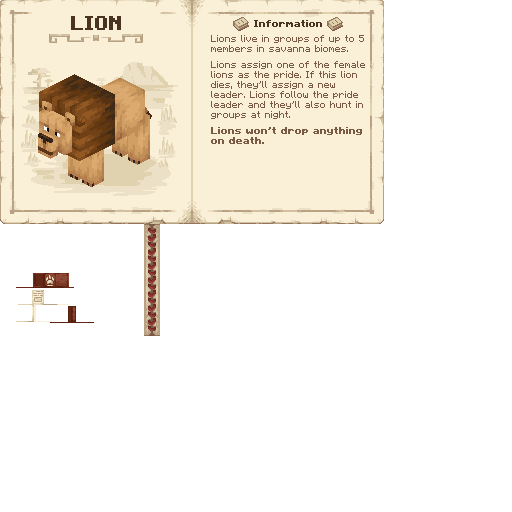 LION
Information
Lions live in groups of up to 5
members in savanna biomes.
Lions assign one of the female
lions as the pride. If this lion
dies, they'll assign a new
leader. Lions follow the pride
leader and they'll also hunt in
groups at night.
Lions won't drop anything
on death.